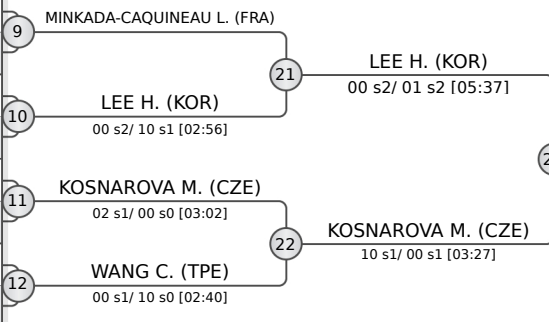 9
MINKADA-CAQUINEAU L. (FRA)
21
LEE H. (KOR)
00 s2/ 01 s2 [05:37]
10
LEE H. (KOR)
00 s2/ 10 s1 [02:56]
11
KOSNAROVA M. (CZE)
02 s1/ 00 s0 [03:02]
22
KOSNAROVA M. (CZE)
10 s1/ 00 s1 [03:27]
12
WANG C. (TPE)
00 s1/ 10 s0 [02:40]